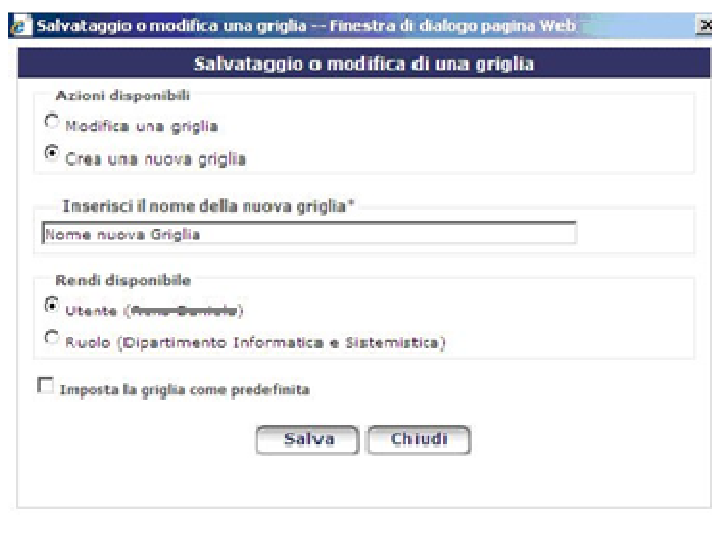 Salvataggio o modifica una griglia -- Finestra di dialogo pagina Web
Salvataggio o modifica di una griglia
Azioni disponibili
Modifica una griglia
Crea una nuova griglia
Inserisci il nome della nuova griglia*
Nome nuova Griglia
Rendi disponibile
Utente (
Ruolo (Dipartimento Informatica e Sistemistica)
Imposta la griglia come predefinita
Salva Chiudi